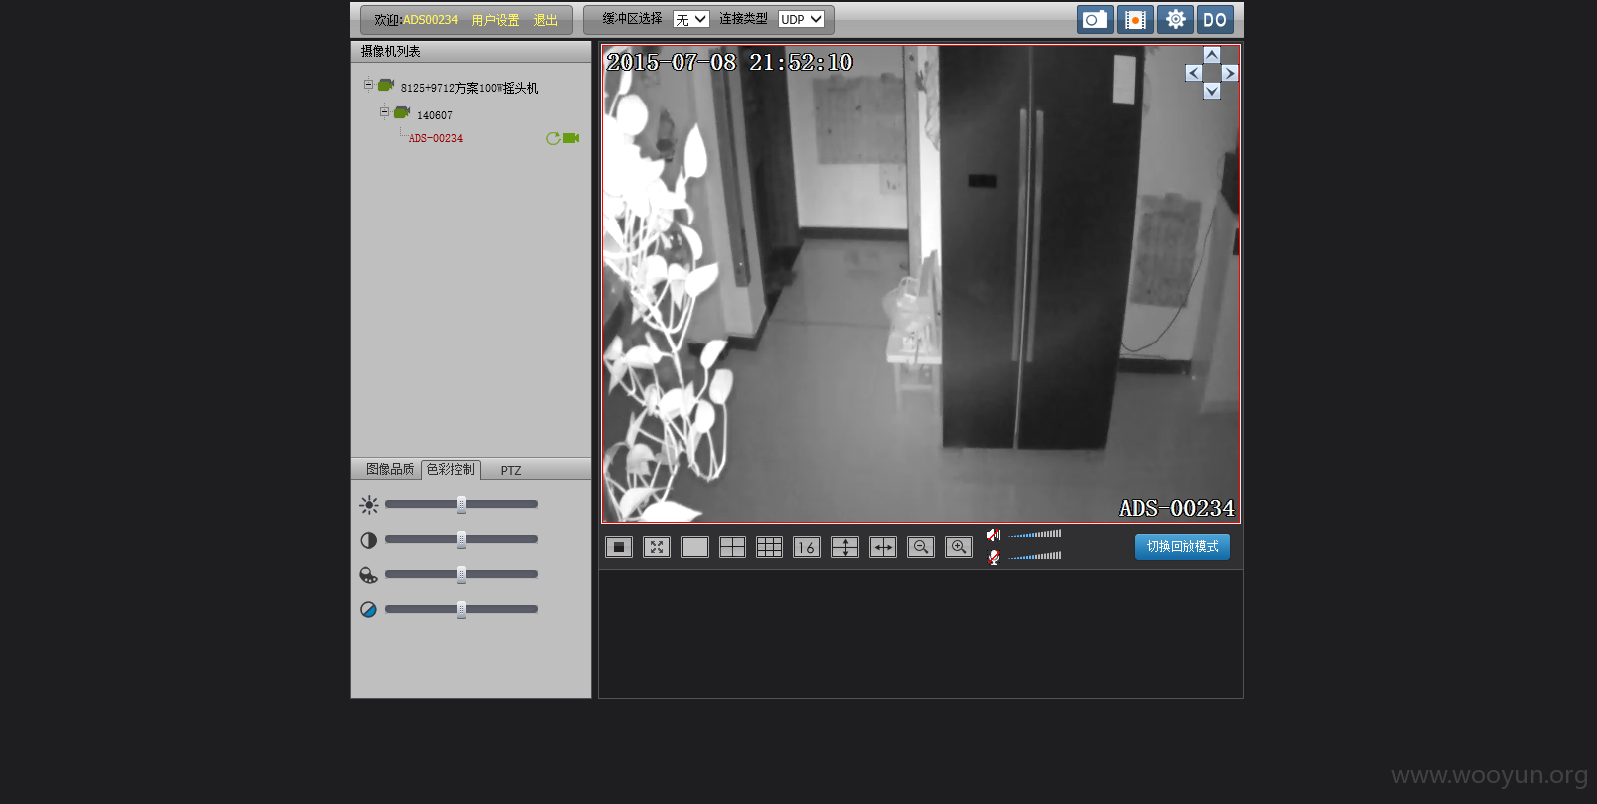 欢迎:ADS00234 用户设置 退出 缓冲区选择 无 连接类型 UDP DO
摄像机列表
8125+9712方案100W摇头机
140607
ADS-00234
2015-07-08 21:52:10
ADS-00234
图像品质 色彩控制 PTZ
16
切换回放模式
www.wooyun.org